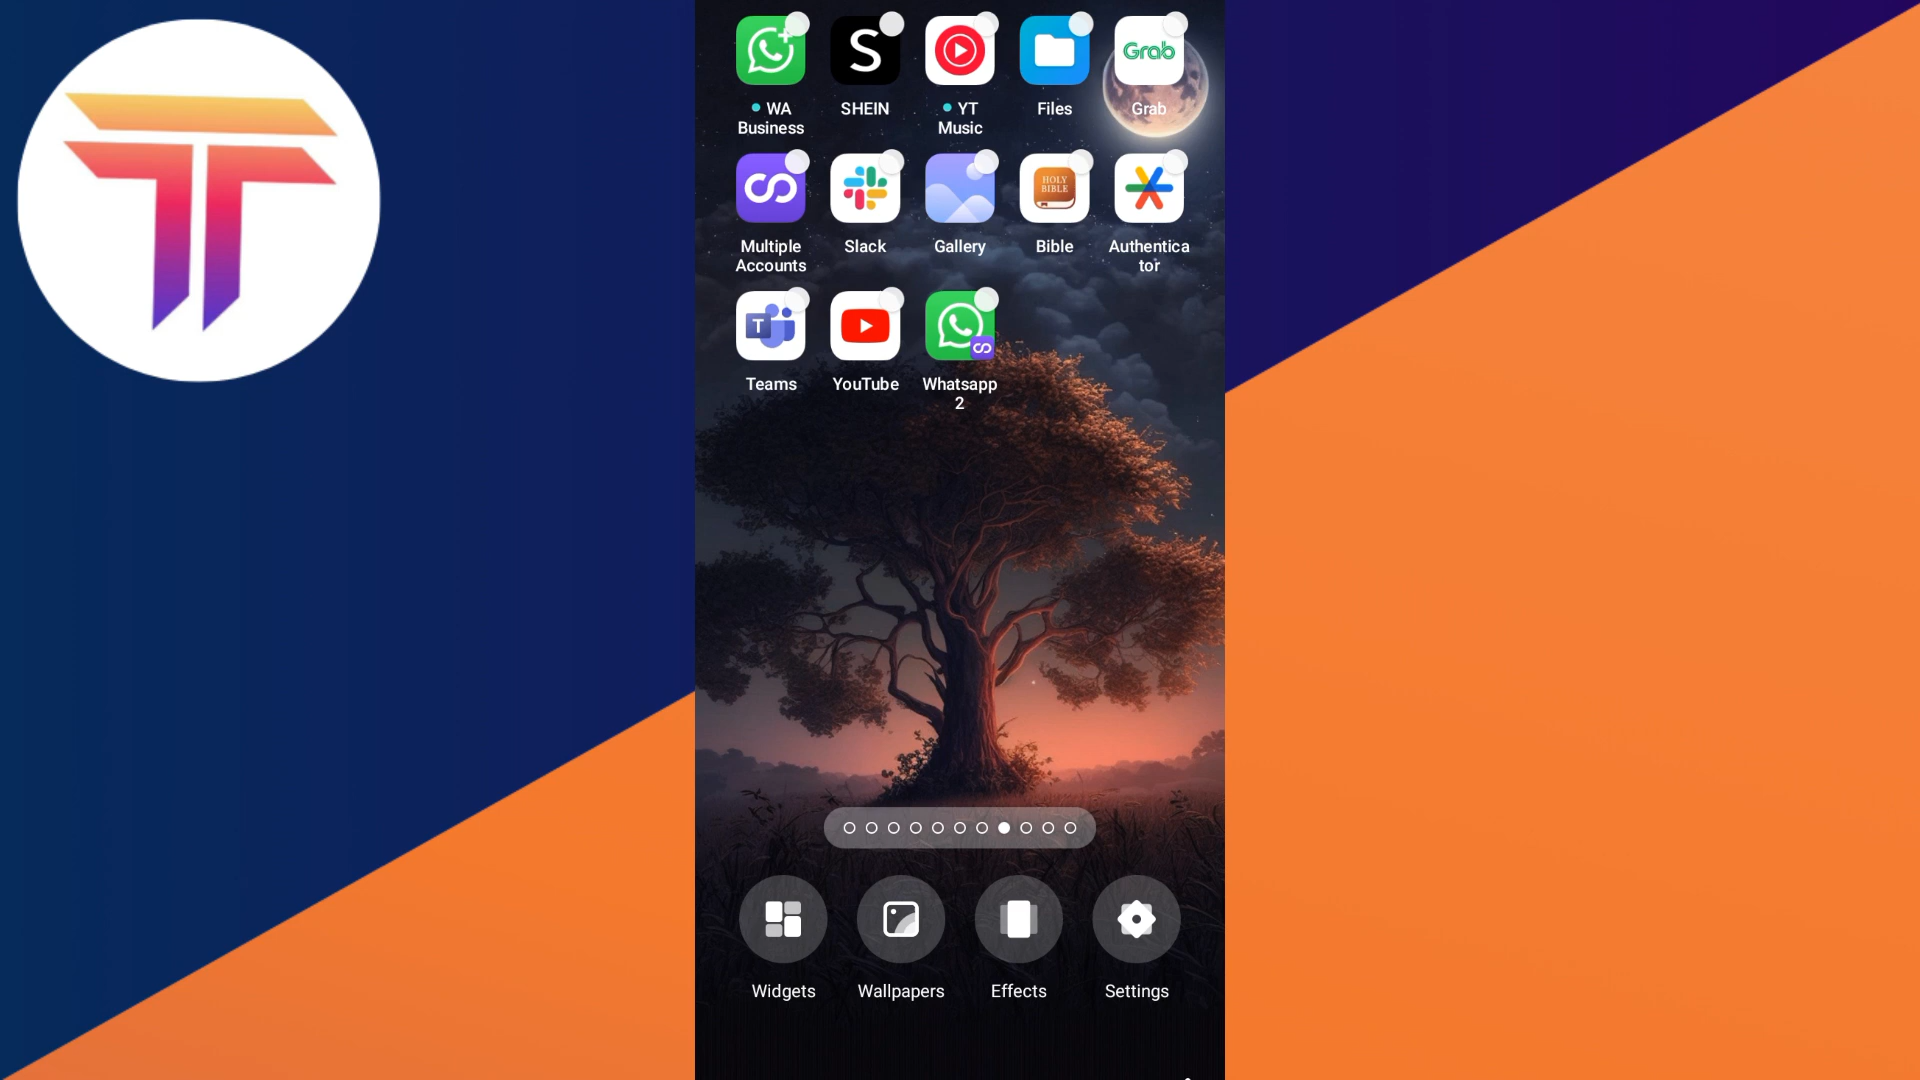 Grab
WA
Business
SHEIN
YT
Music
Files
Grab
HOLY
BIBLE
Multiple
Accounts
Slack
Gallery
Bible
Authentica
tor
T
Teams
YouTube
Whatsapp
2
Widgets
Wallpapers
Effects
Settings